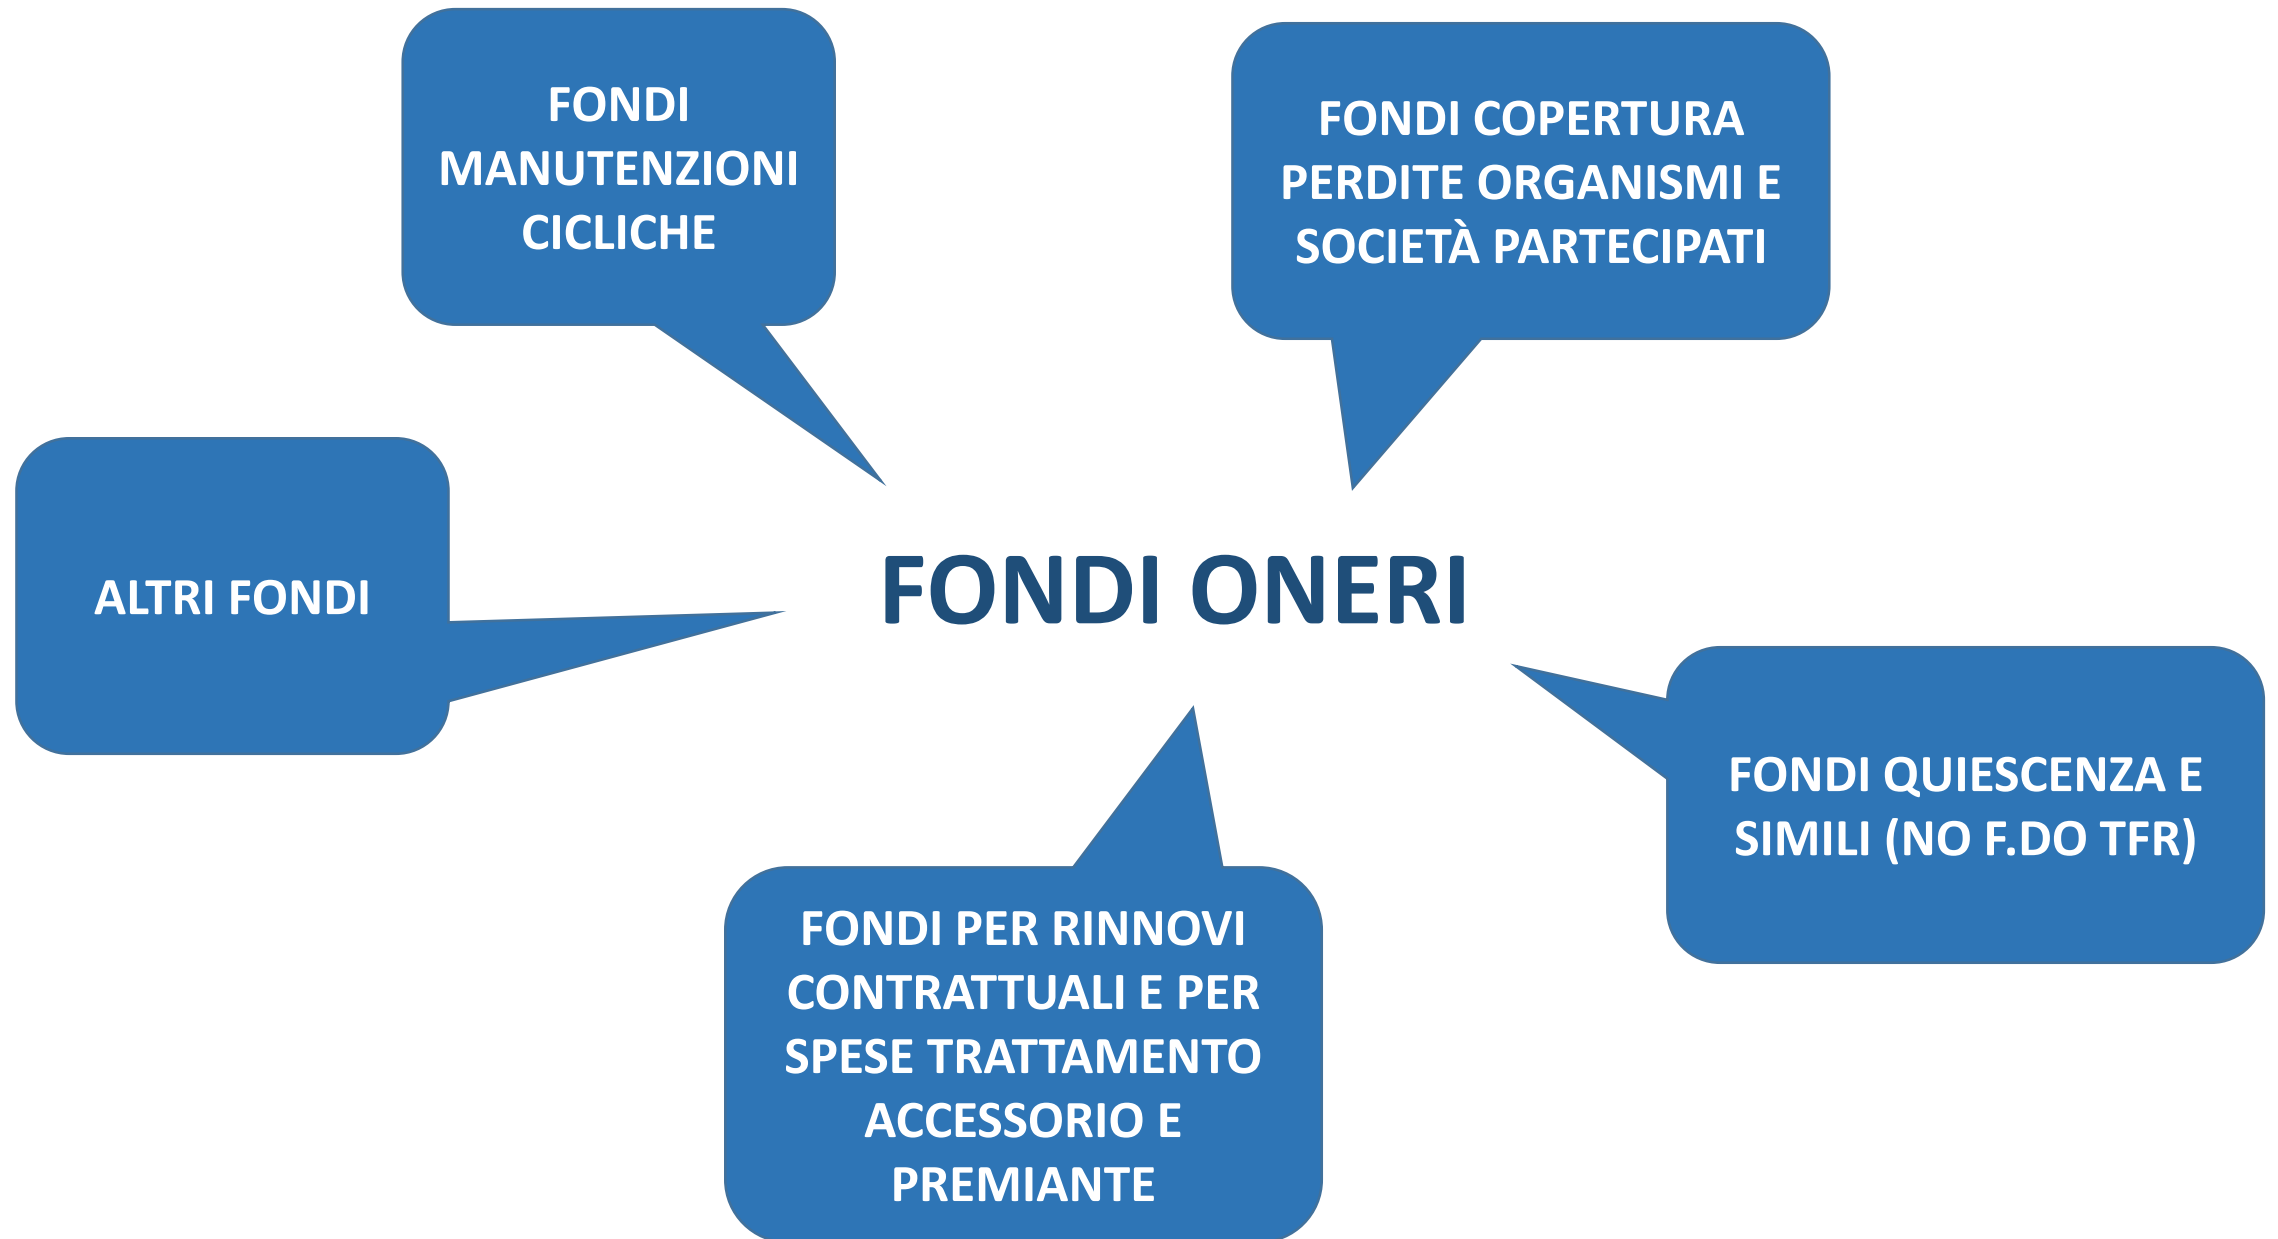 FONDI
MANUTENZIONI
CICLICHE
FONDI COPERTURA
PERDITE ORGANISMI E
SOCIETÀ PARTECIPATI
ALTRI FONDI
FONDI ONERI
FONDI QUIESCENZA E
SIMILI (NO F.DO TFR)
FONDI PER RINNOVI
CONTRATTUALI E PER
SPESE TRATTAMENTO
ACCESSORIO E
PREMIANTE